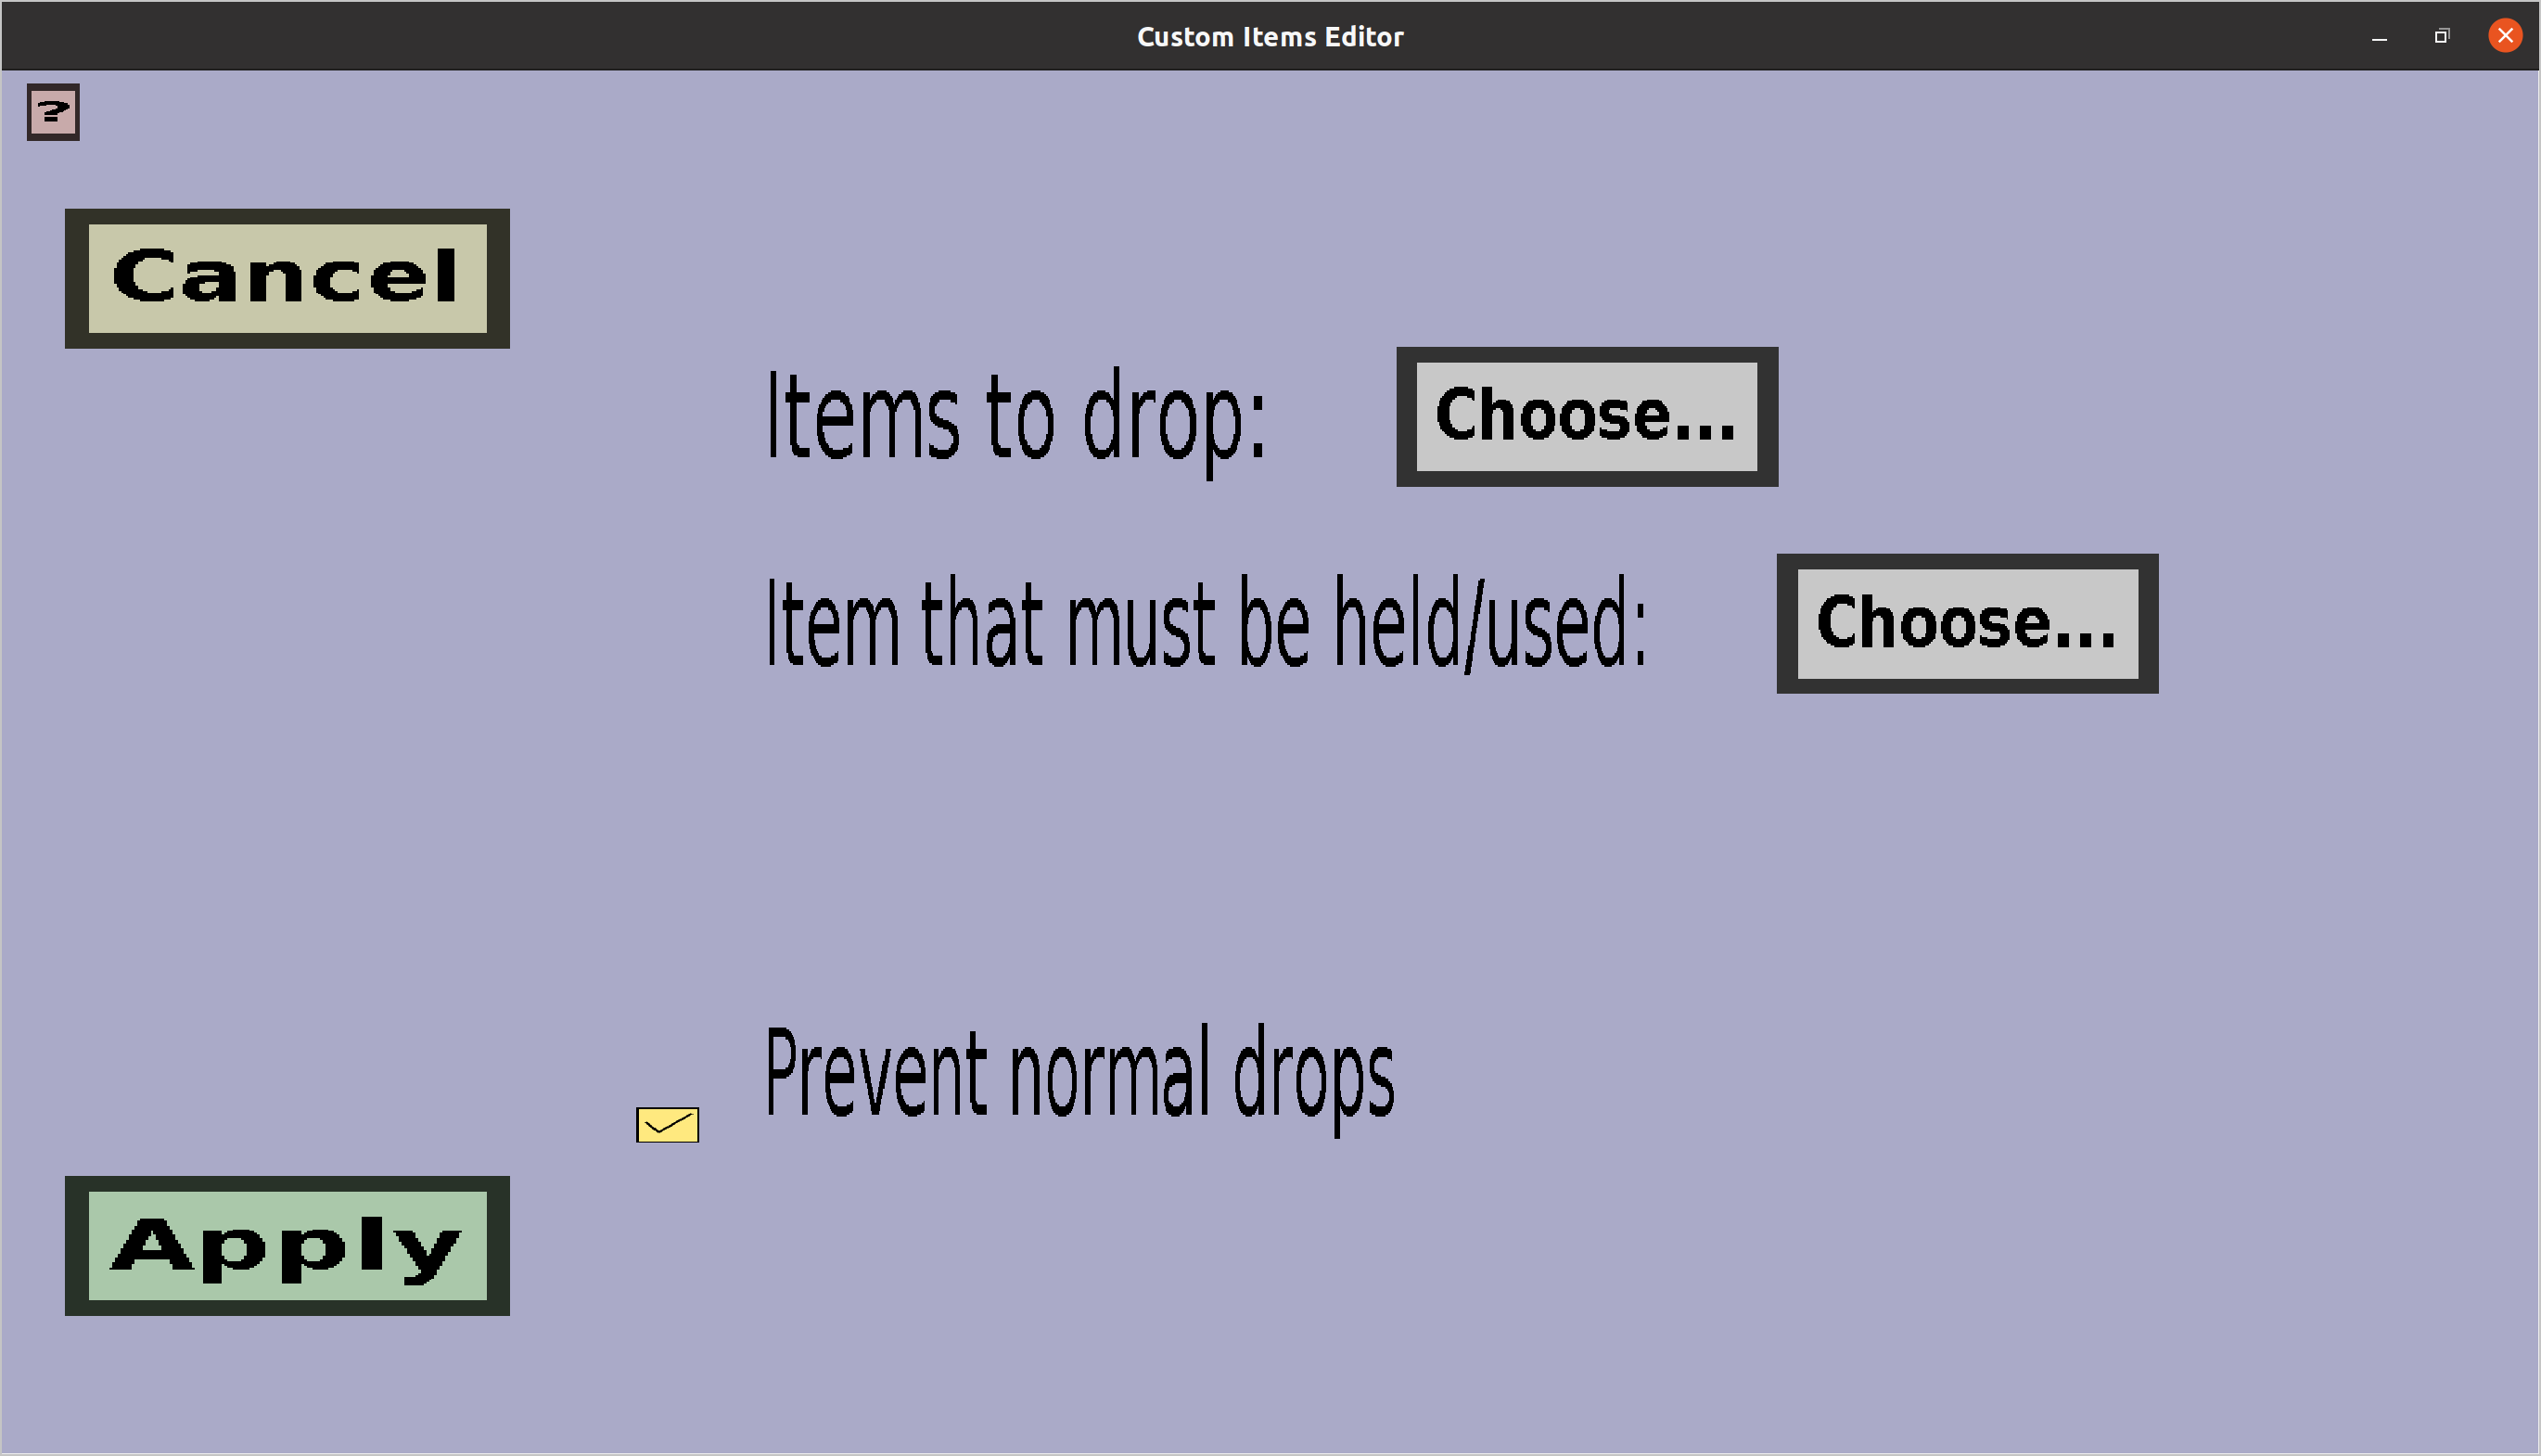 Custom Items Editor
?
Cancel
Items to drop: Choose...
Item that must be held/used: Choose...
Prevent normal drops
Apply